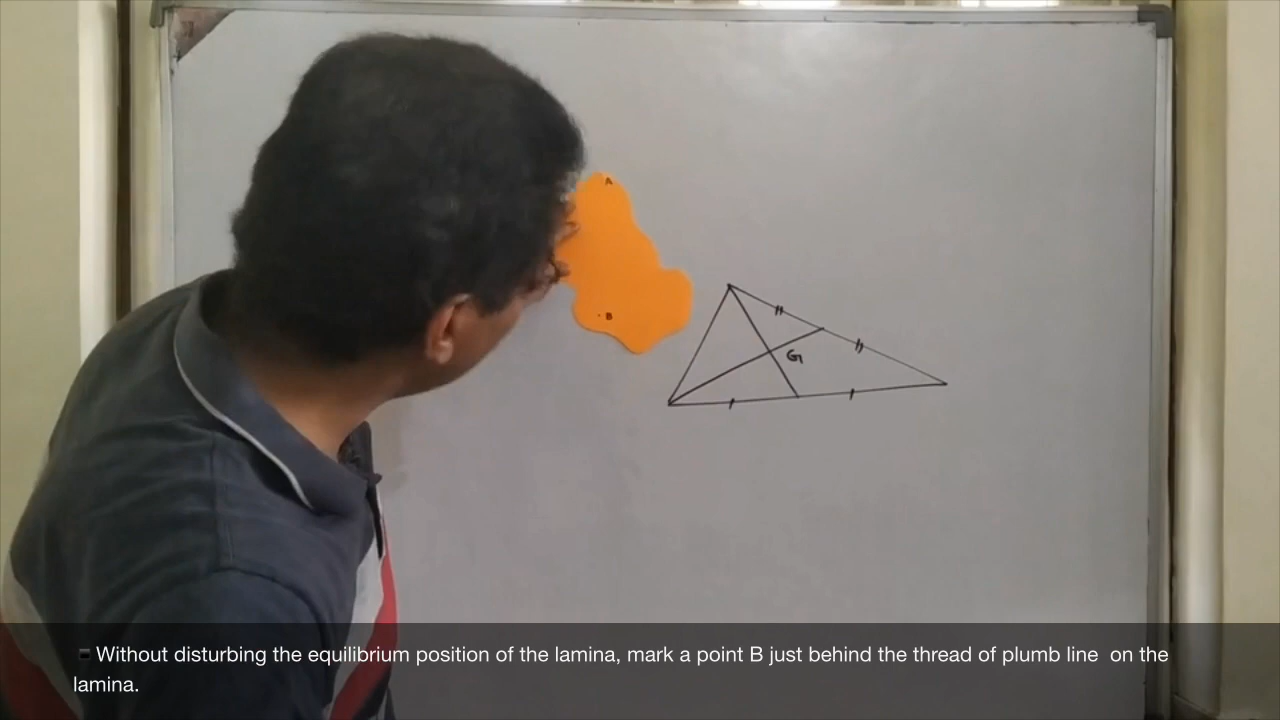 A
B
G
Without disturbing the equilibrium position of the lamina, mark a point B just behind the thread of plumb line on the
lamina.